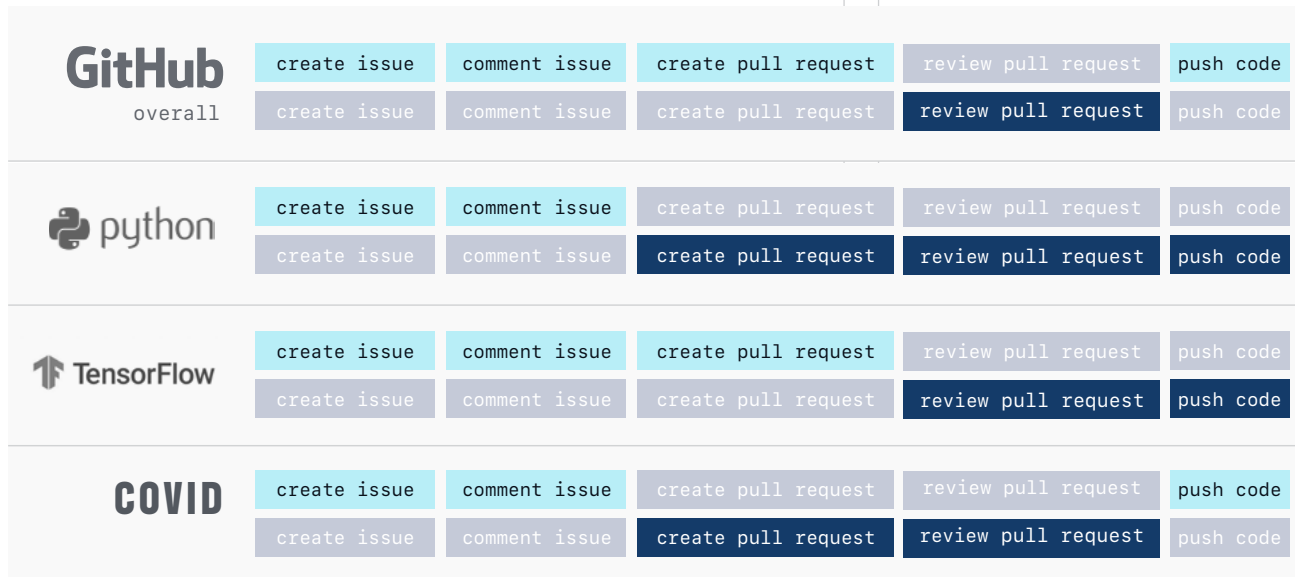 GitHub create issue comment issue create pull request review pull request push code
overall create issue comment issue create pull request review pull request push code
python create issue comment issue create pull request review pull request push code
create issue comment issue create pull request review pull request push code
TensorFlow create issue comment issue create pull request review pull request push code
create issue comment issue create pull request review pull request push code
COVID create issue comment issue create pull request review pull request push code
create issue comment issue create pull request review pull request push code